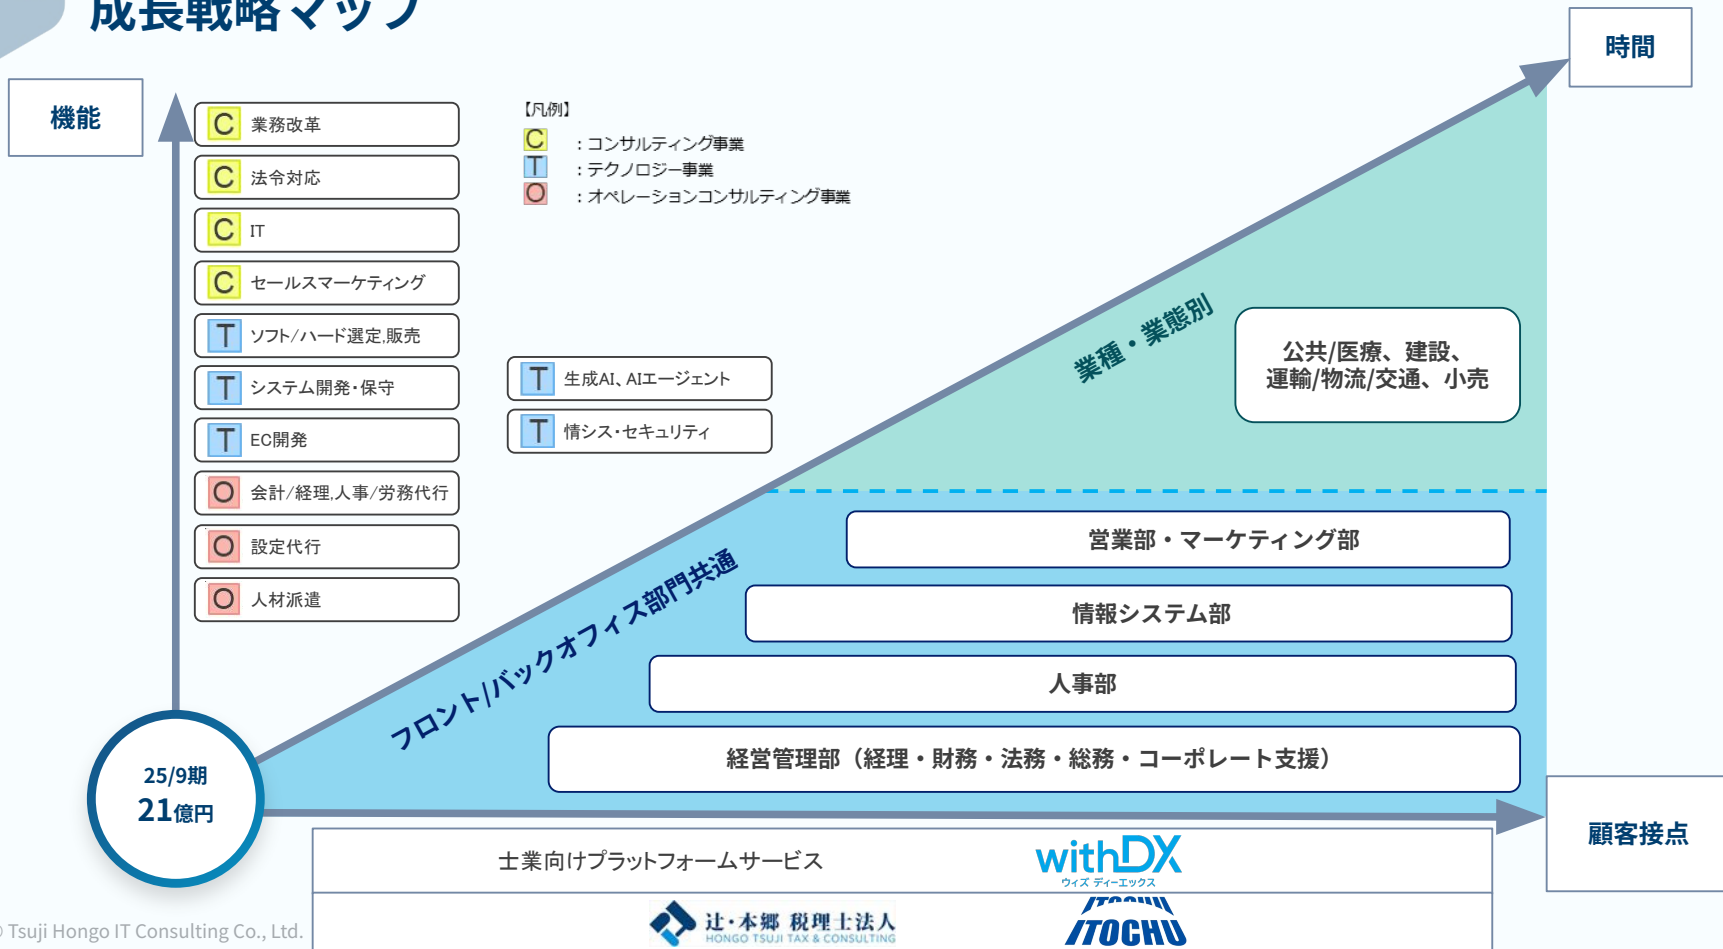 成長戦略マップ
時間
機能
C 業務改革
C 法令対応
C IT
C セールスマーケティング
T ソフト/ハード選定,販売
T システム開発・保守
T EC開発
O 会計/経理,人事/労務代行
O 設定代行
O 人材派遣
【凡例】
C ：コンサルティング事業
T ：テクノロジー事業
O ：オペレーションコンサルティング事業
T 生成AI、AIエージェント
T 情シス・セキュリティ
業種・業態別
公共/医療、建設、
運輸/物流/交通、小売
フロント/バックオフィス部門共通
営業部・マーケティング部
情報システム部
人事部
経営管理部（経理・財務・法務・総務・コーポレート支援）
25/9期
21億円
顧客接点
士業向けプラットフォームサービス
withDX
ウィズ ディーエックス
辻・本郷 税理士法人
HONGO TSUJI TAX & CONSULTING
ITOCHU
ITOCHU
© Tsuji Hongo IT Consulting Co., Ltd.